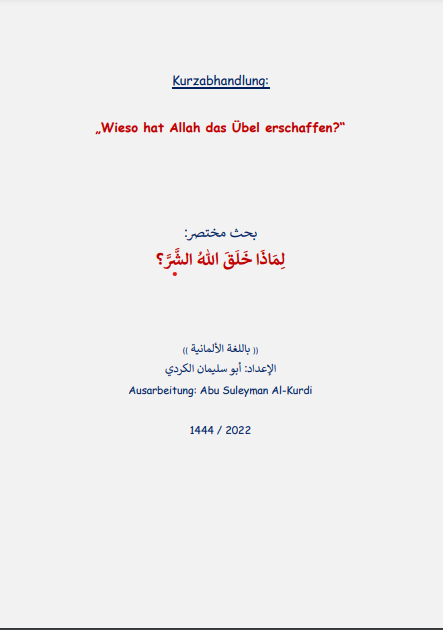 Kurzabhandlung:
„Wieso hat Allah das Übel erschaffen?“
بحث مختصر:
لِمَاذَا خَلَقَ اللهُ الشَّرَّ؟
(( باللغة الألمانية ))
الإعداد: أبو سليمان الكردي
Ausarbeitung: Abu Suleyman Al-Kurdi
1444 / 2022